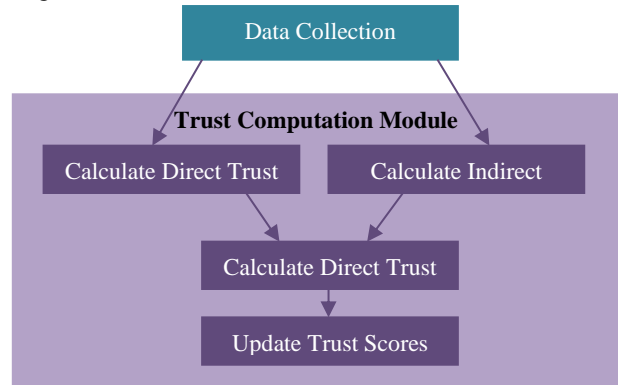 Data Collection
Trust Computation Module
Calculate Direct Trust
Calculate Indirect
Calculate Direct Trust
Update Trust Scores